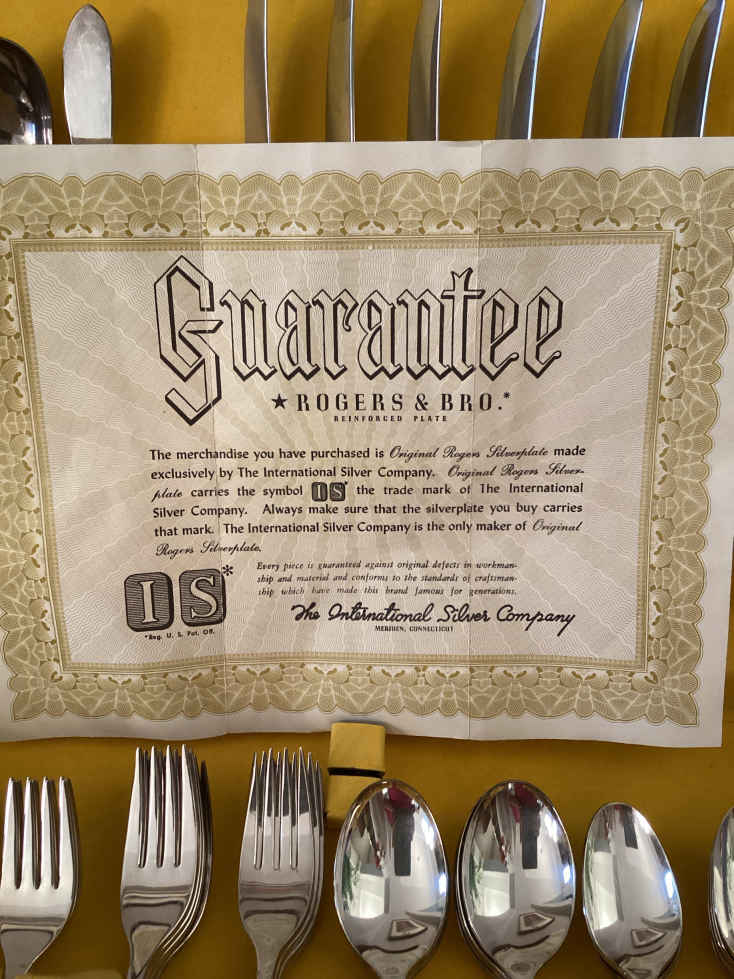 Guarantee
★ ROGERS & BRO.*
REINFORCED PLATE
The merchandise you have purchased is Original Rogers Silverplate made
exclusively by The International Silver Company. Original Rogers Silver-
plate carries the symbol IS* the trade mark of The International
Silver Company. Always make sure that the silverplate you buy carries
that mark. The International Silver Company is the only maker of Original
Rogers Silverplate.
Every piece is guaranteed against original defects in workman-
ship and material and conforms to the standards of craftsman-
ship which have made this brand famous for generations.
IS*
The International Silver Company
MERIDEN, CONNECTICUT
*Reg. U. S. Pat. Off.